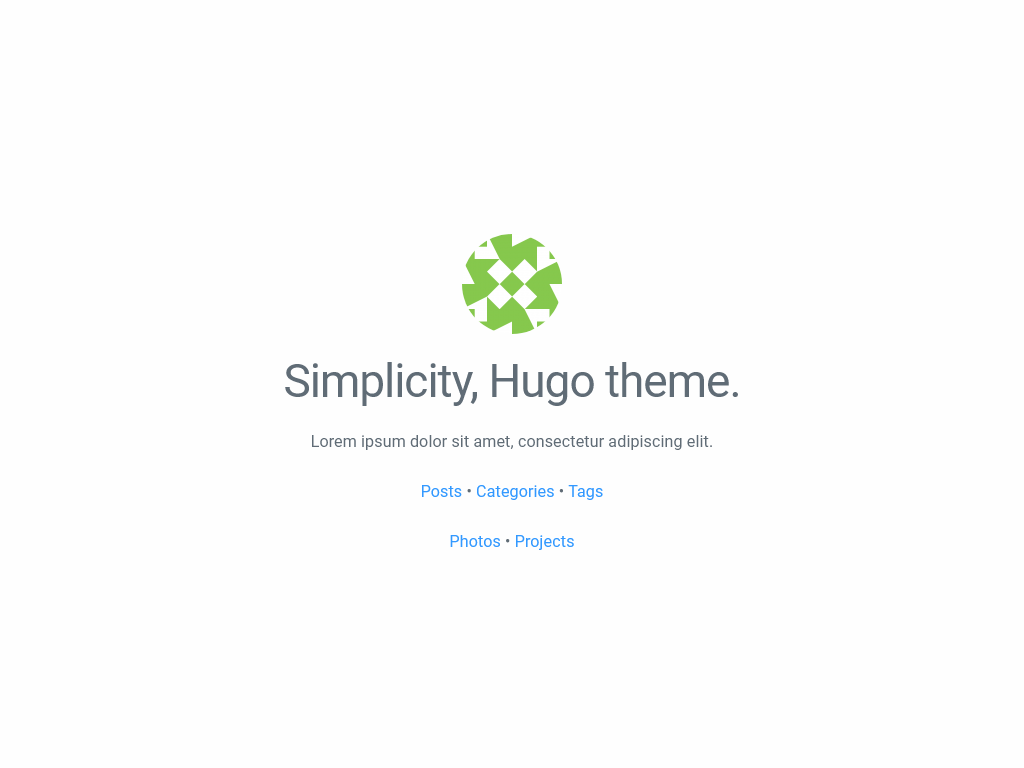 Simplicity, Hugo theme.
Lorem ipsum dolor sit amet, consectetur adipiscing elit.
Posts • Categories • Tags
Photos • Projects